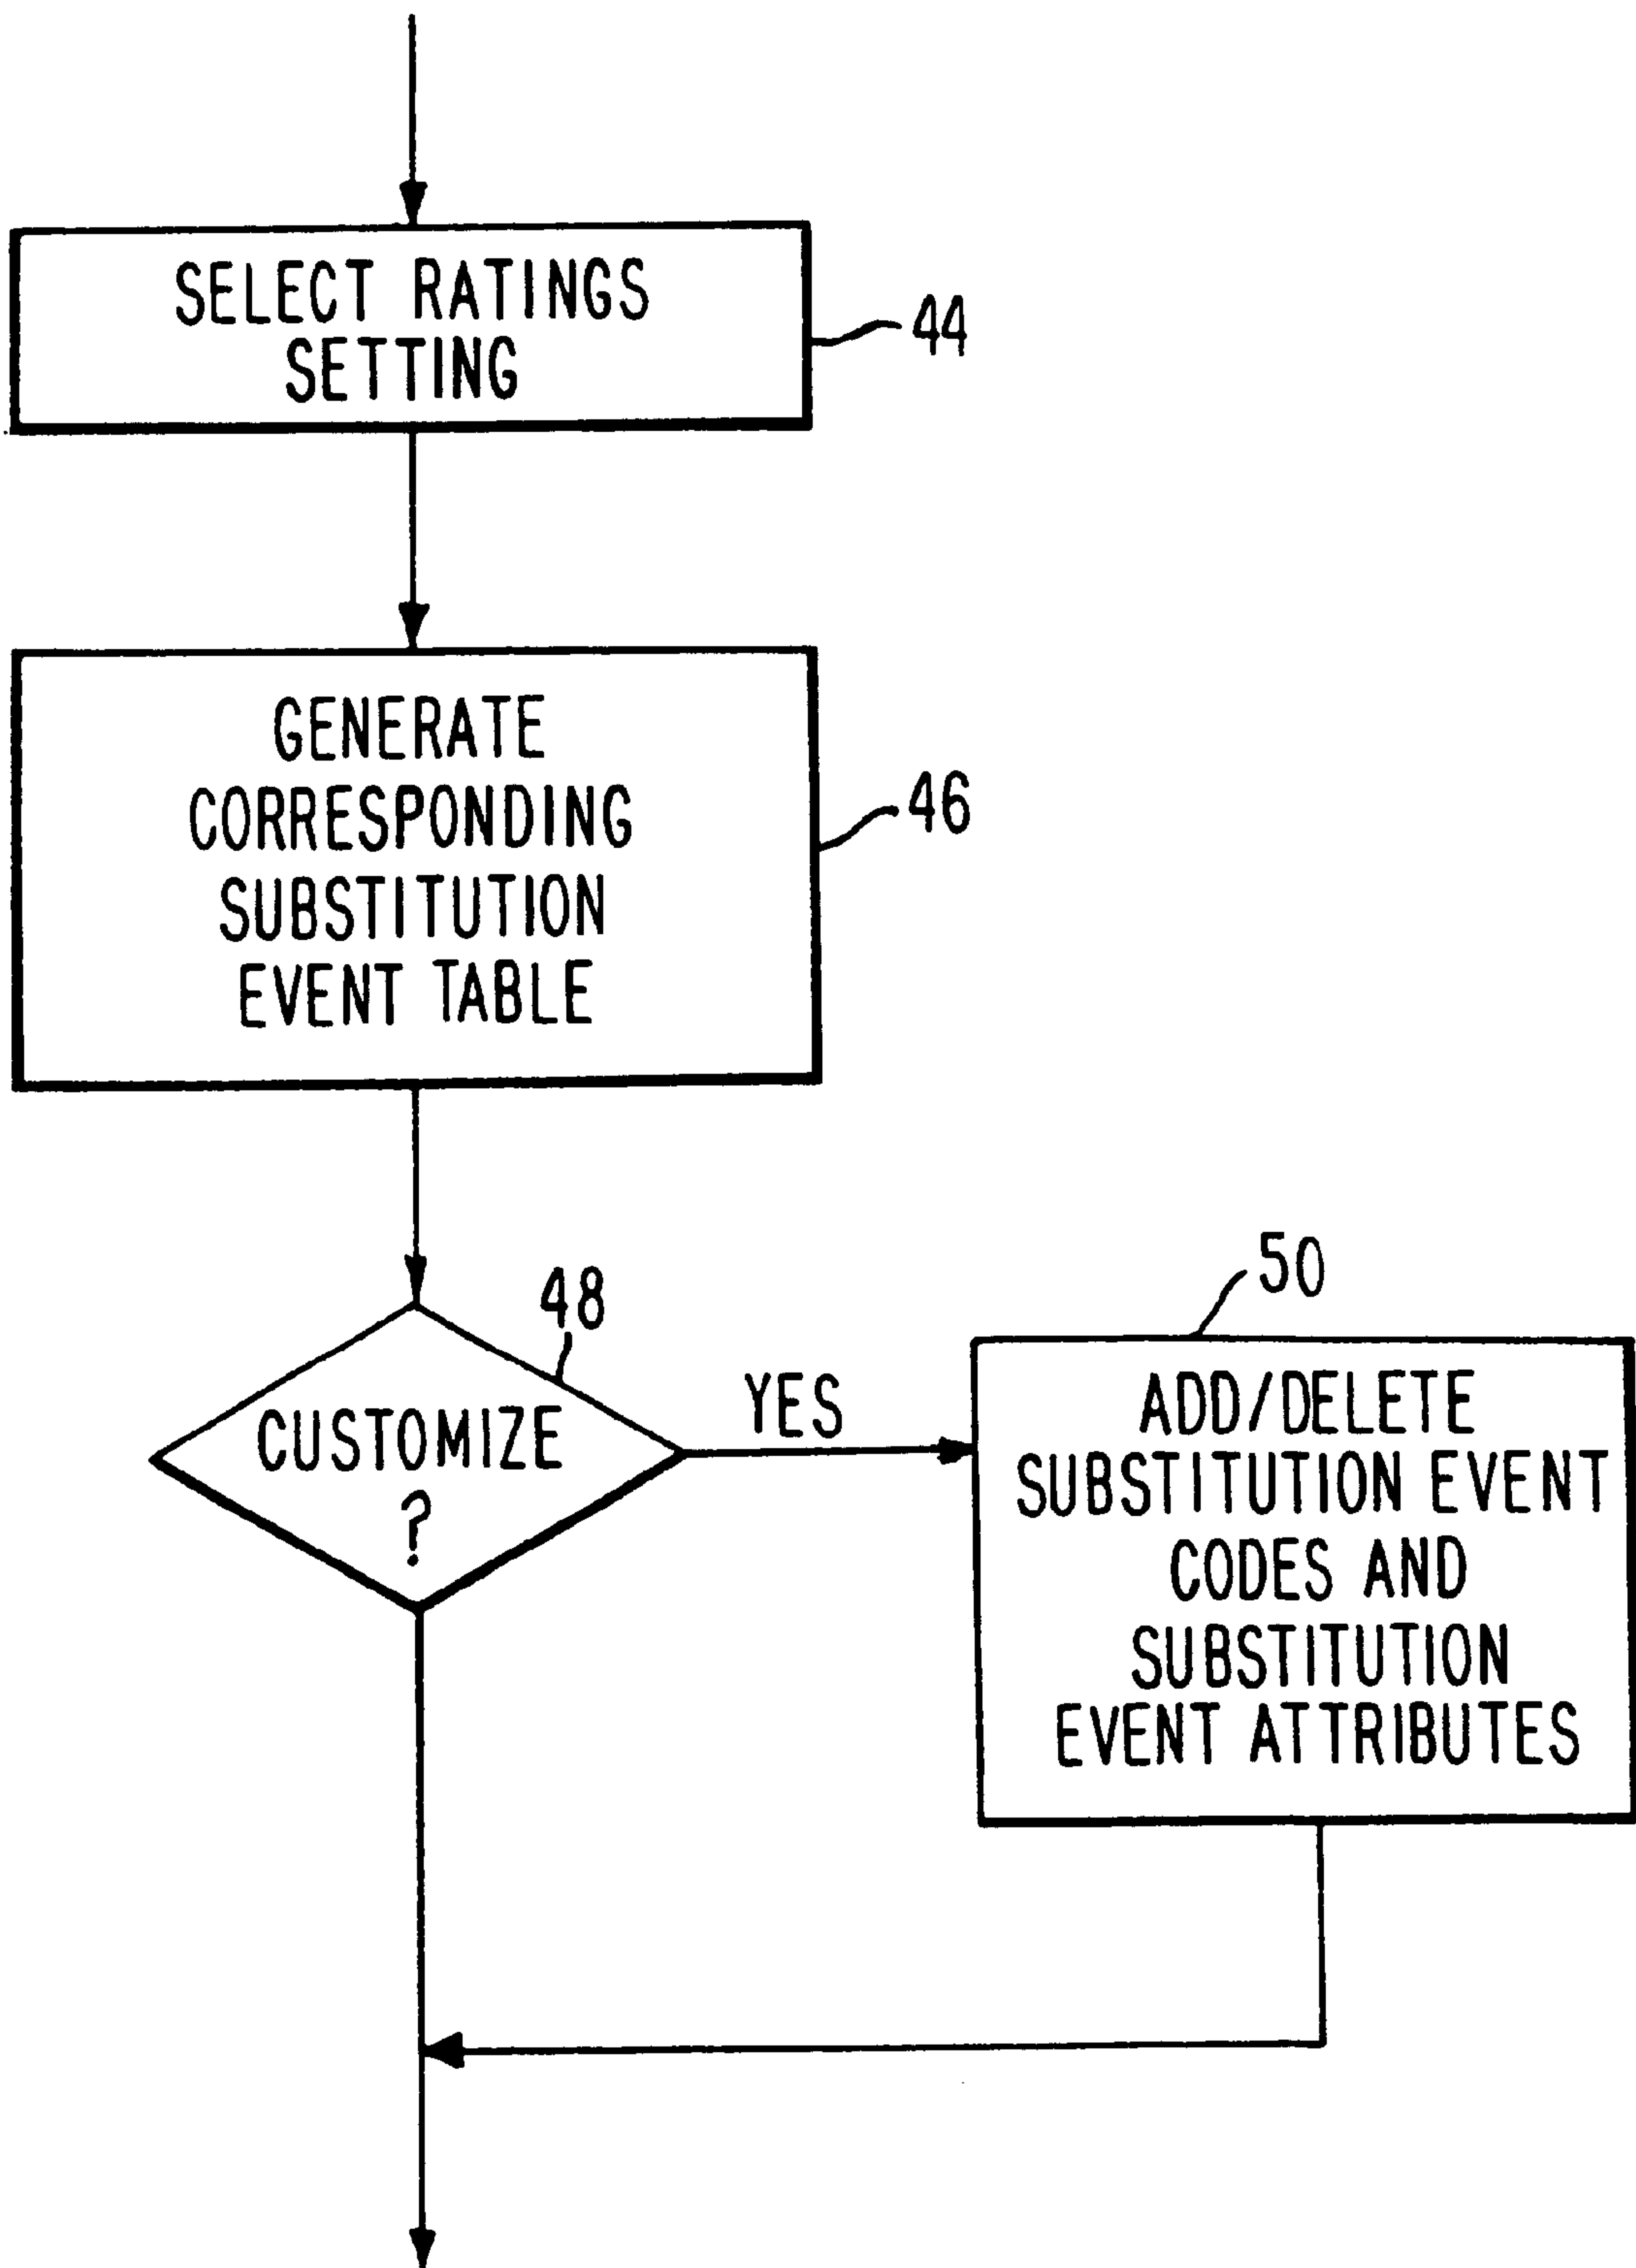 SELECT RATINGS
SETTING
44
GENERATE
CORRESPONDING
SUBSTITUTION
EVENT TABLE
46
48
CUSTOMIZE
?
YES
50
ADD/DELETE
SUBSTITUTION EVENT
CODES AND
SUBSTITUTION
EVENT ATTRIBUTES